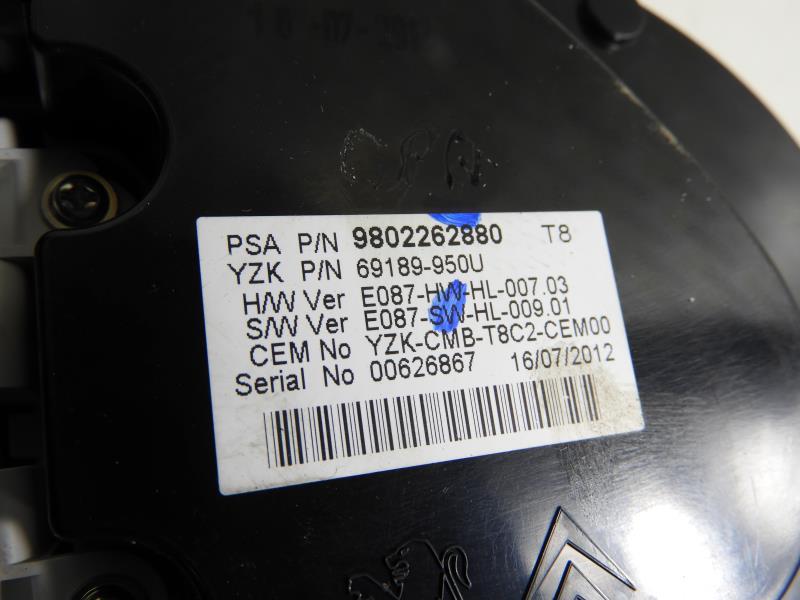 PSA P/N 9802262880 T8
YZK P/N 69189-950U
H/W Ver E087-HW-HL-007.03
S/W Ver E087-SW-HL-009.01
CEM No YZK-CMB-T8C2-CEM00
Serial No 00626867 16/07/2012